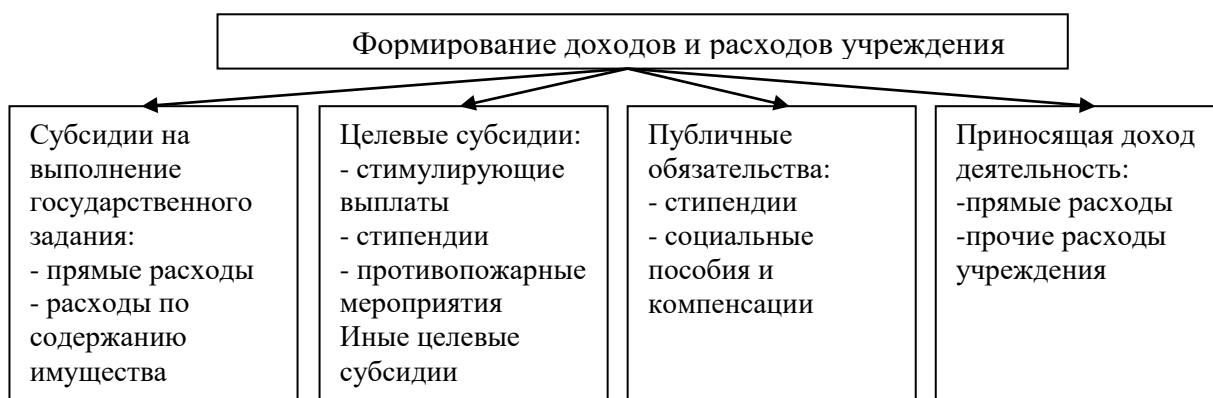 Формирование доходов и расходов учреждения
Субсидии на
выполнение
государственного
задания:
- прямые расходы
- расходы по
содержанию
имущества
Целевые субсидии:
- стимулирующие
выплаты
- стипендии
- противопожарные
мероприятия
Иные целевые
субсидии
Публичные
обязательства:
- стипендии
- социальные
пособия и
компенсации
Приносящая доход
деятельность:
-прямые расходы
-прочие расходы
учреждения